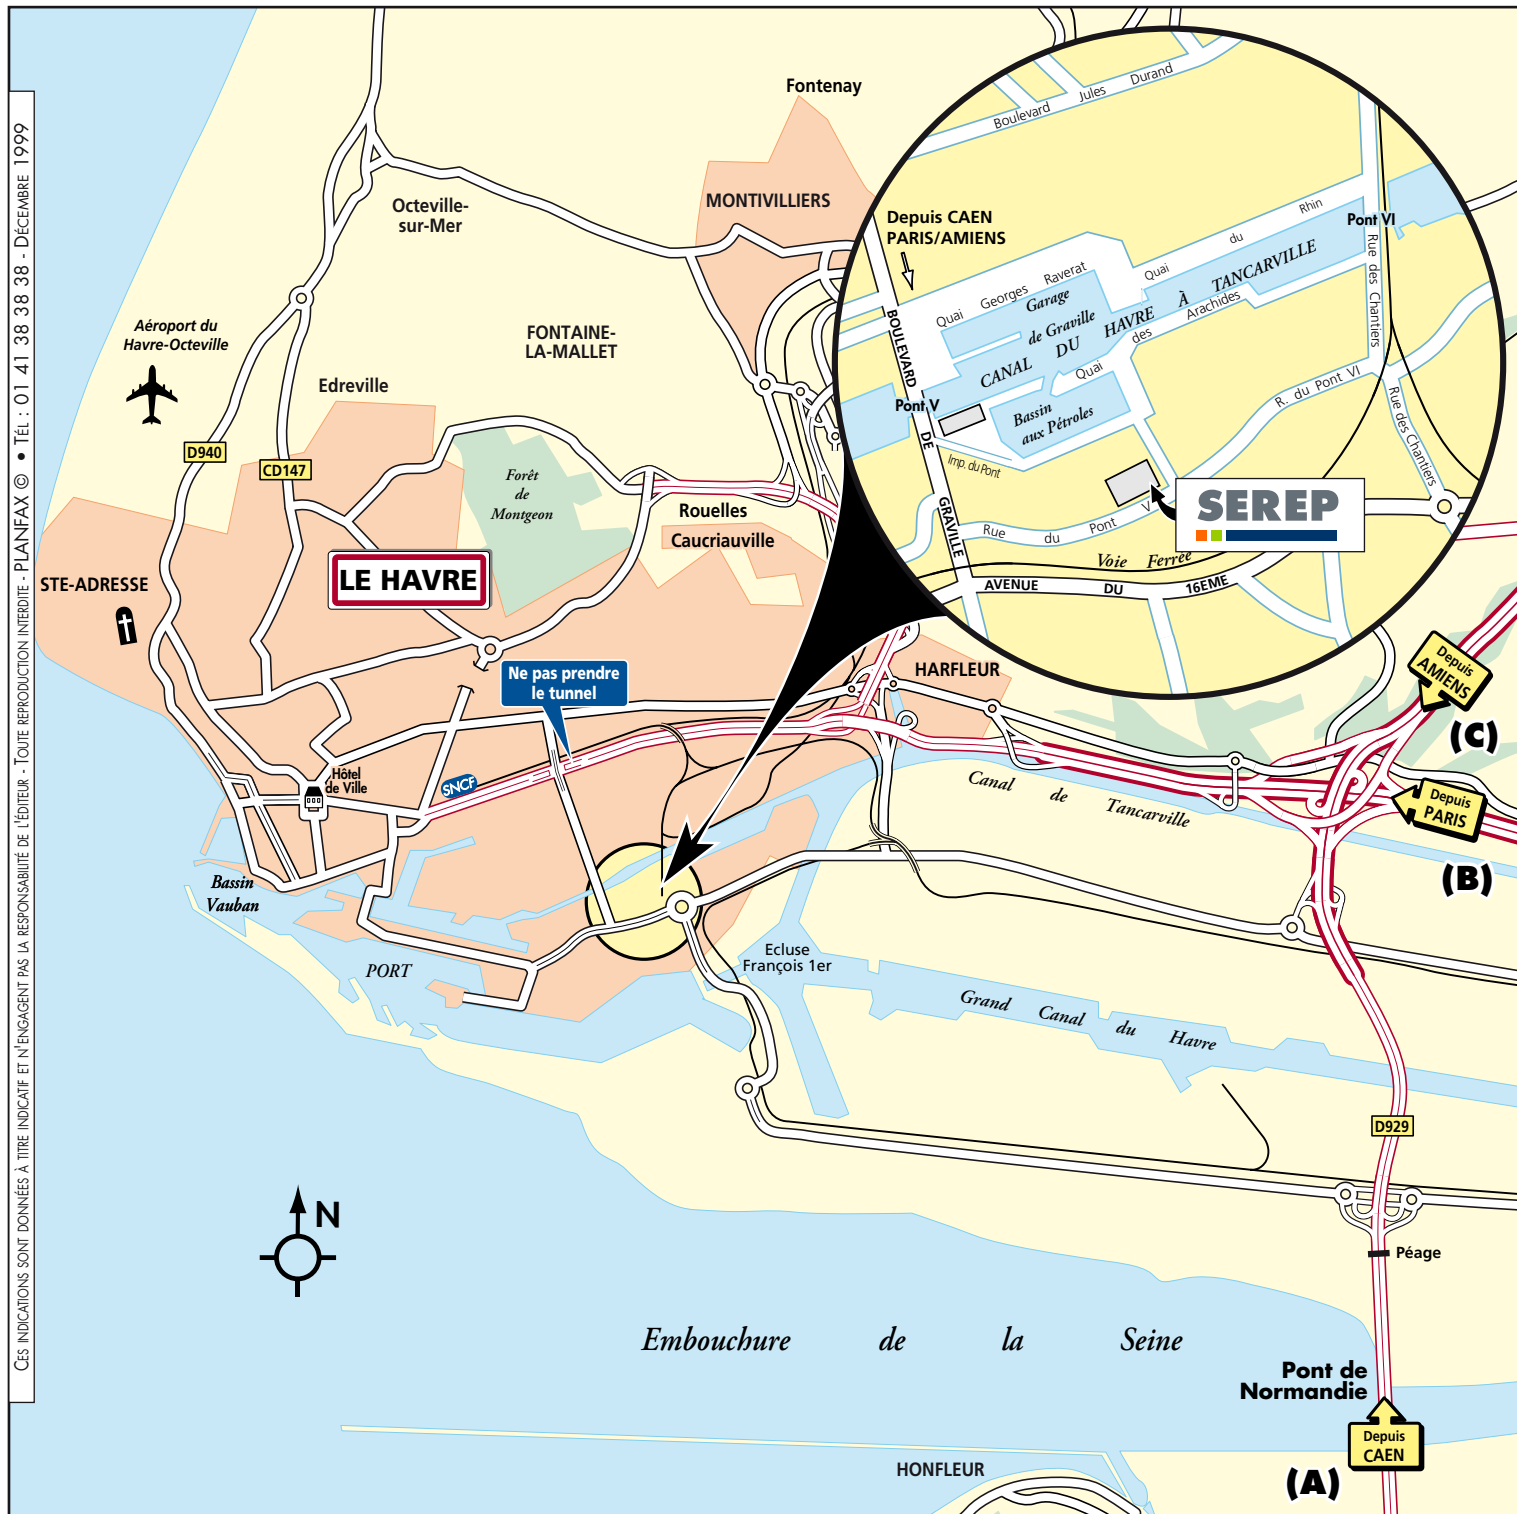 CES INDICATIONS SONT DONNÉES À TITRE INDICATIF ET N'ENGAGENT PAS LA RESPONSABILITÉ DE L'ÉDITEUR - TOUTE REPRODUCTION INTERDITE - PLANFAX © • TÉL : 01 41 38 38 38 - DÉCEMBRE 1999
Fontenay
MONTIVILLIERS
Octeville-
sur-Mer
Aéroport du
Havre-Octeville
FONTAINE-
LA-MALLET
Edreville
D940
CD147
Forêt
de
Montgeon
Rouelles
Caucriauville
STE-ADRESSE
LE HAVRE
Ne pas prendre
le tunnel
HARFLEUR
Hôtel
de Ville
SNCF
Bassin
Vauban
PORT
Canal de Tancarville
Ecluse
François 1er
Grand Canal du Havre
Depuis
AMIENS
(C)
Depuis
PARIS
(B)
D929
Péage
N
Embouchure de la Seine
Pont de
Normandie
Depuis
CAEN
(A)
HONFLEUR
Boulevard Jules Durand
Depuis CAEN
PARIS/AMIENS
Quai Georges Raverat
Quai du Rhin
Pont VI
Garage
de Graville
CANAL DU HAVRE À TANCARVILLE
Quai des Arachides
Rue des Chantiers
BOULEVARD DE GRAVILLE
Pont V
Bassin
aux Pétroles
Imp. du Pont
R. du Pont VI
Rue des Chantiers
SEREP
Rue du Pont V
Voie Ferrée
AVENUE DU 16EME